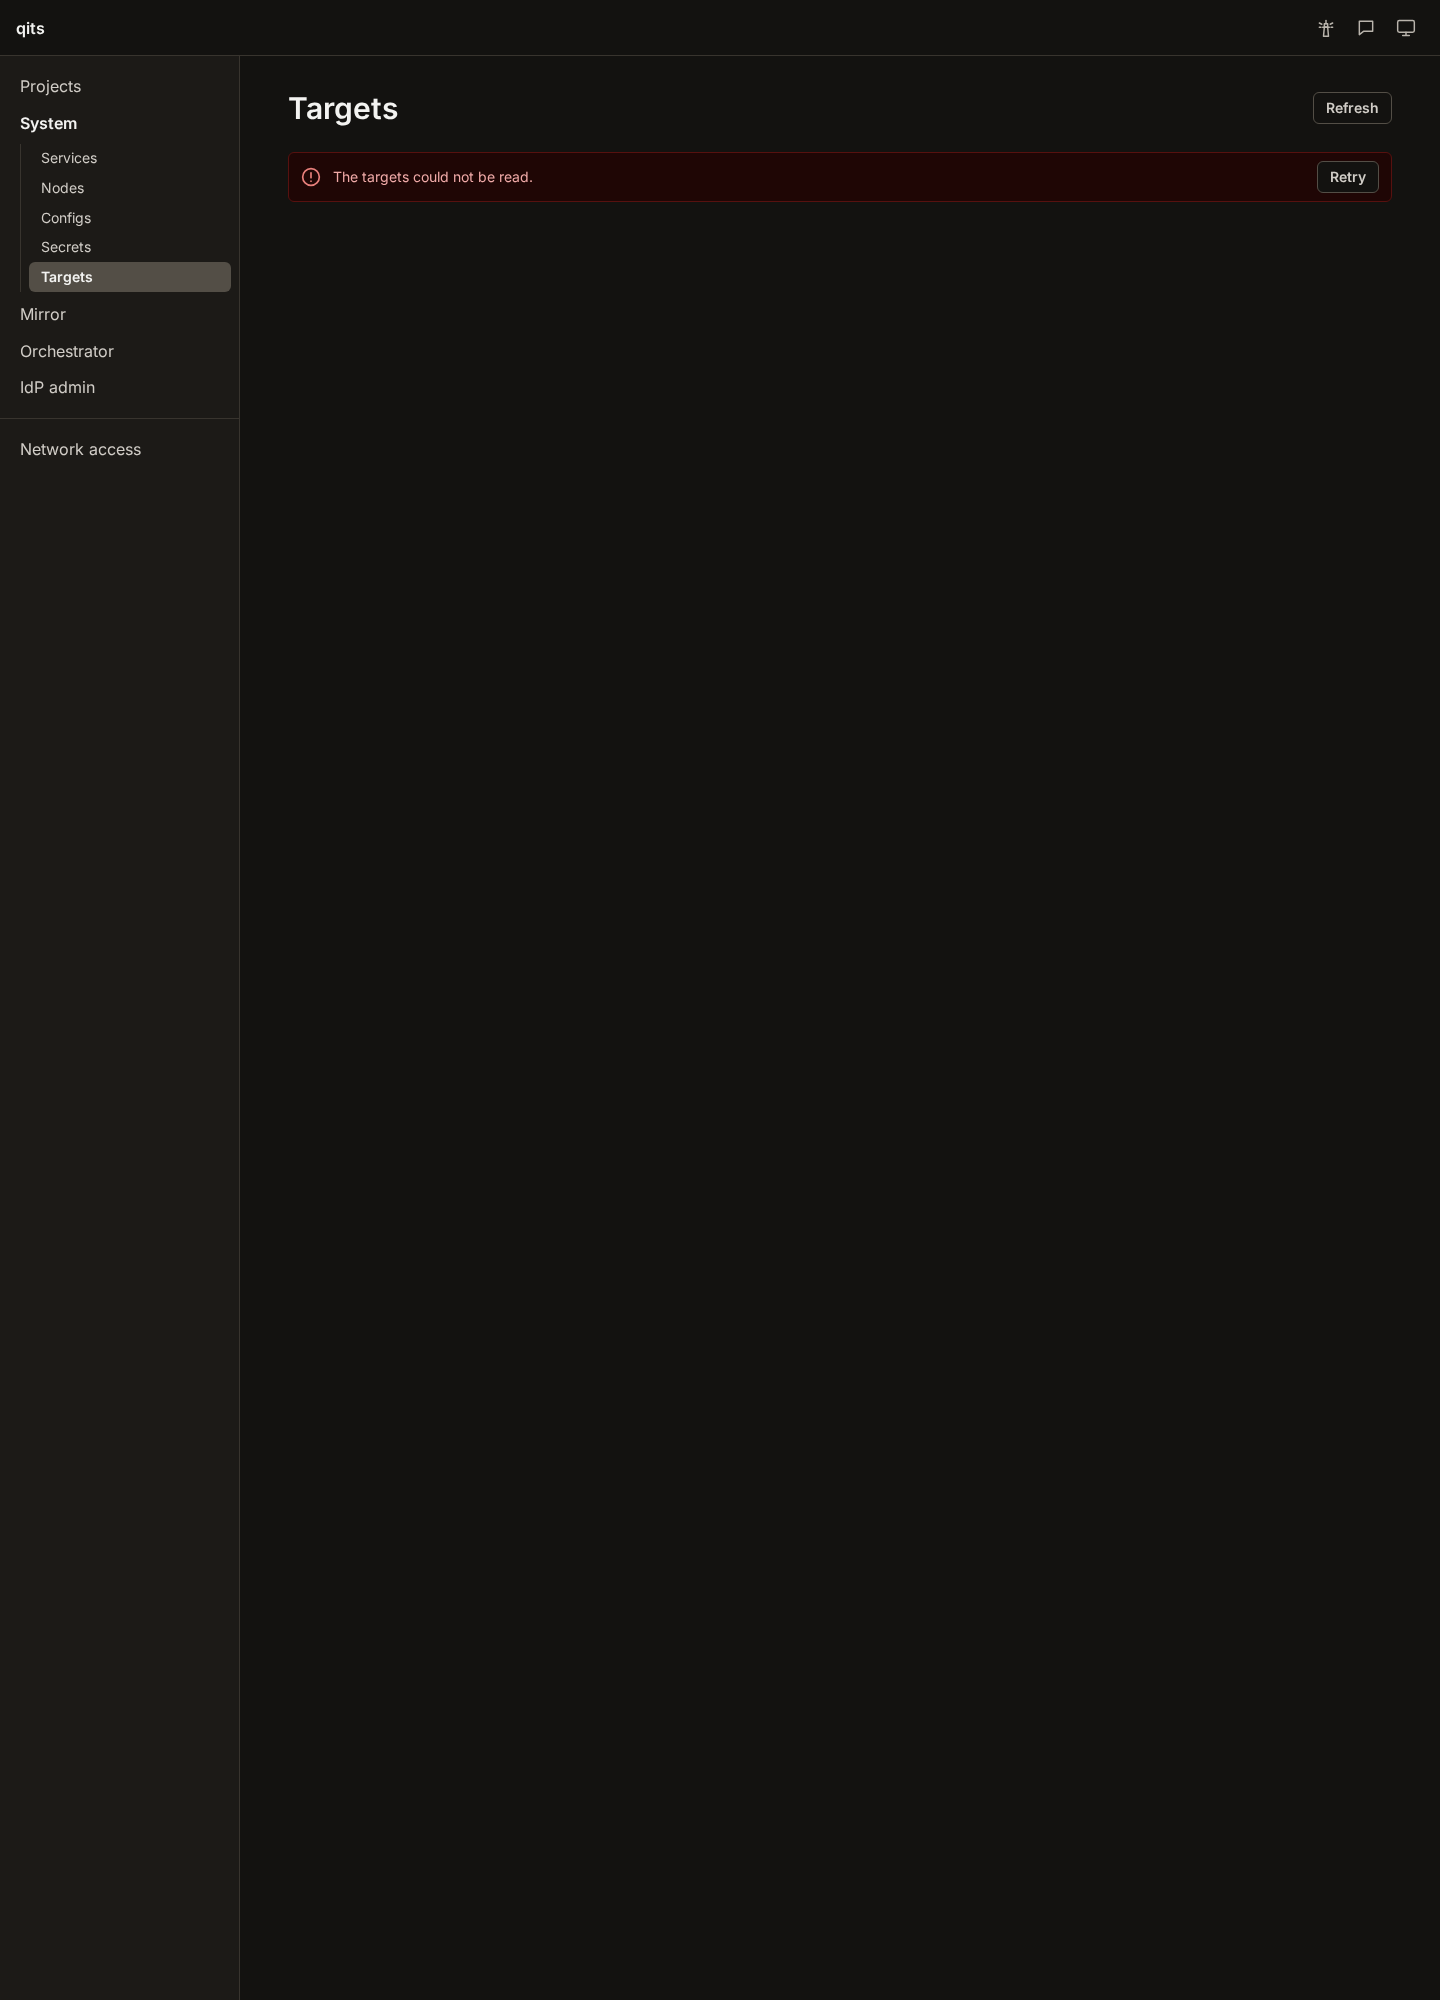 qits
Projects
System
Services
Nodes
Configs
Secrets
Targets
Mirror
Orchestrator
IdP admin
Network access
Targets
Refresh
The targets could not be read.
Retry